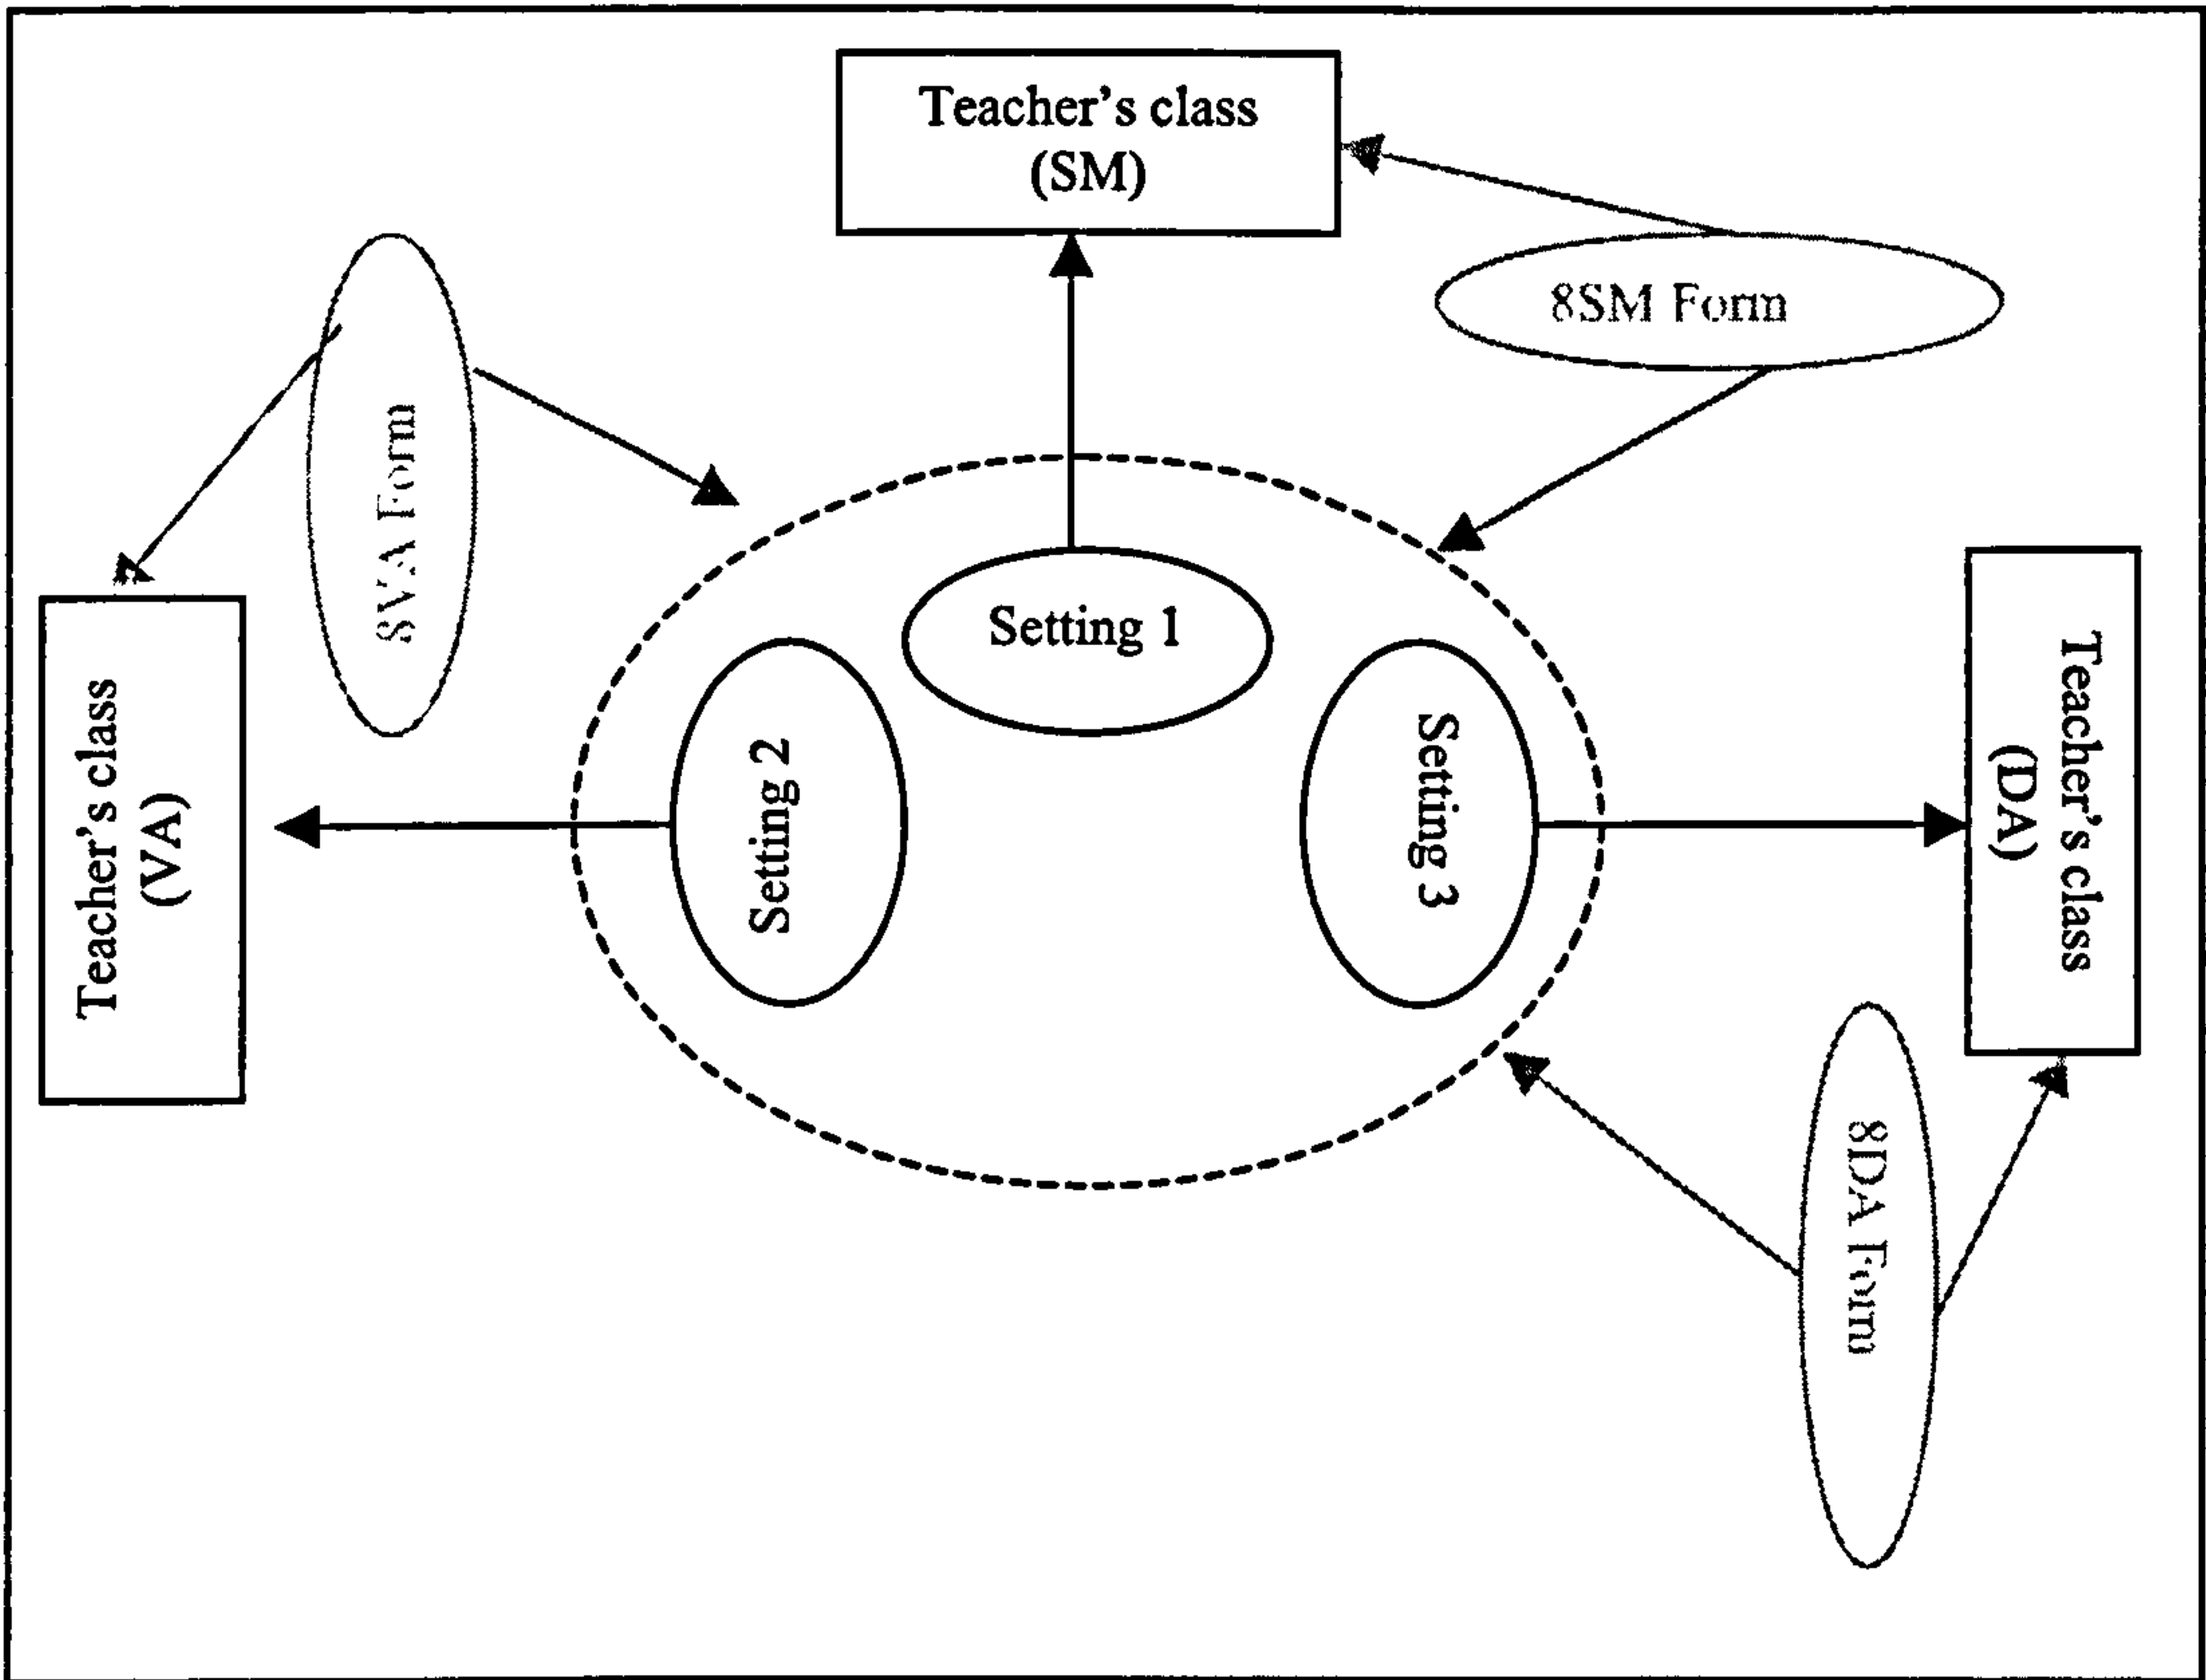 Teacher's class
(SM)
8SM Form
8VA Form
Setting 1
Setting 2
Setting 3
Teacher's class
(VA)
Teacher's class
(DA)
8DA Form